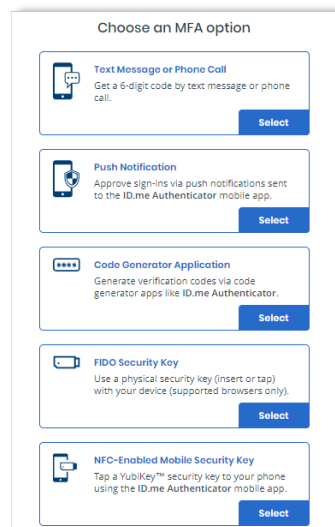 Choose an MFA option
Text Message or Phone Call
Get a 6-digit code by text message or phone
call.
Select
Push Notification
Approve sign-ins via push notifications sent
to the ID.me Authenticator mobile app.
Select
Code Generator Application
Generate verification codes via code
generator apps like ID.me Authenticator.
Select
FIDO Security Key
Use a physical security key (insert or tap)
with your device (supported browsers only).
Select
NFC-Enabled Mobile Security Key
Tap a YubiKey™ security key to your phone
using the ID.me Authenticator mobile app.
Select